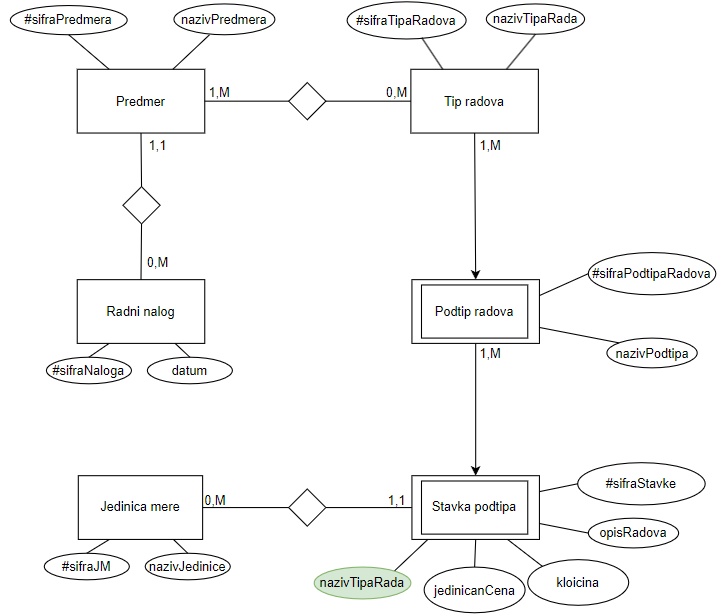 #sifraPredmera
nazivPredmera
#sifraTipaRadova
nazivTipaRada
Predmer
1,M
0,M
Tip radova
1,1
1,M
0,M
#sifraPodtipaRadova
Radni nalog
Podtip radova
nazivPodtipa
#sifraNaloga
datum
1,M
#sifraStavke
Jedinica mere
0,M
1,1
Stavka podtipa
opisRadova
#sifraJM
nazivJedinice
nazivTipaRada
jedinicanCena
kloicina